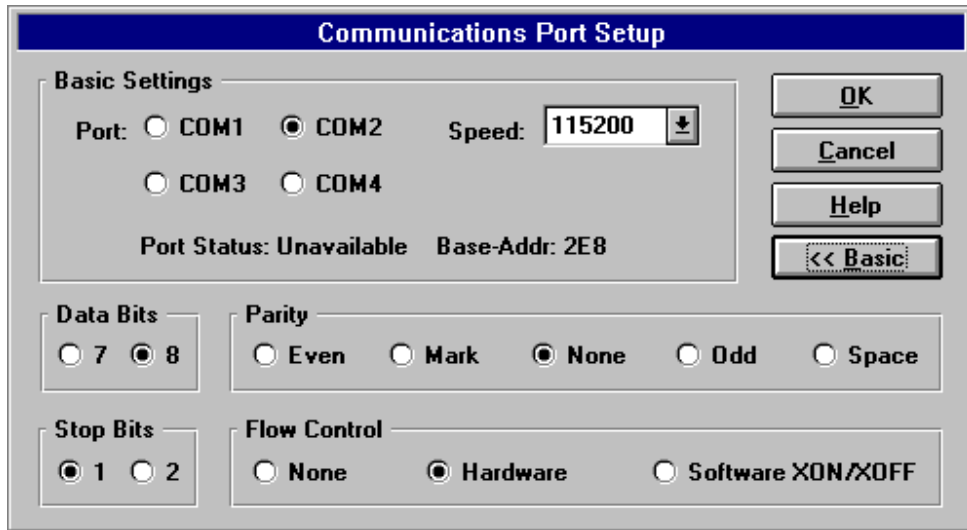 Communications Port Setup
Basic Settings
Port: COM1 COM2 Speed: 115200
COM3 COM4
Port Status: Unavailable Base-Addr: 2E8
OK
Cancel
Help
<< Basic
Data Bits
7 8
Parity
Even Mark None Odd Space
Stop Bits
1 2
Flow Control
None Hardware Software XON/XOFF